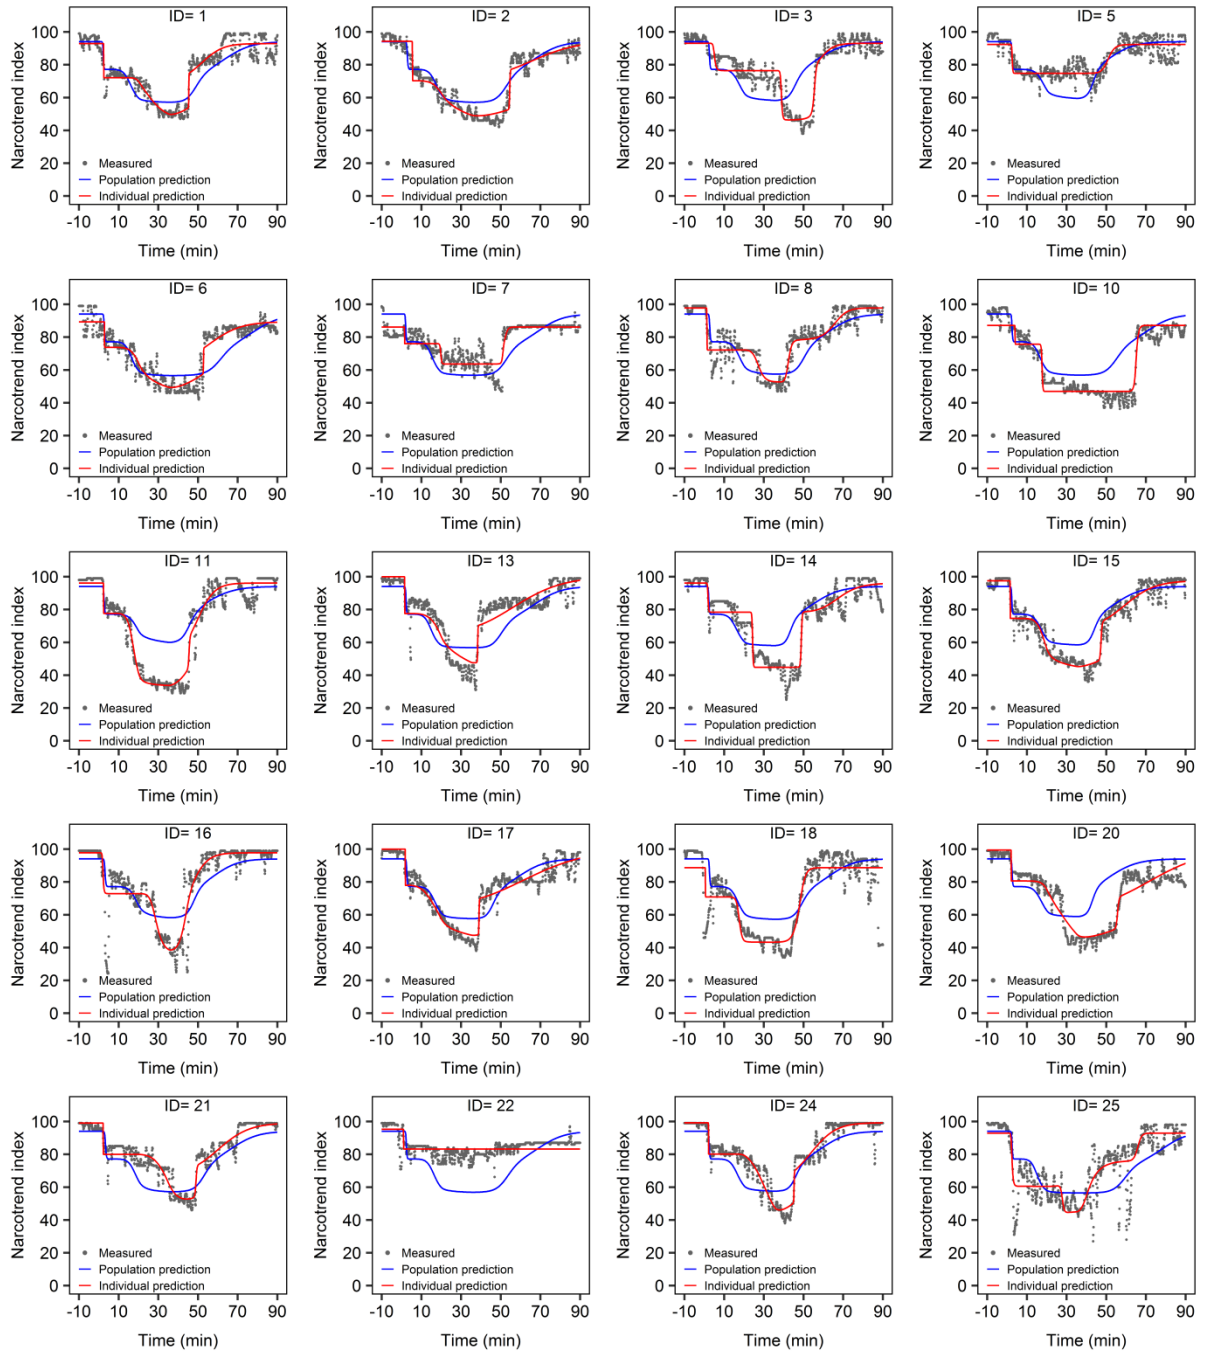 ID= 1
Narcotrend index
100
80
60
40
20
0
Measured
Population prediction
Individual prediction
-10 10 30 50 70 90
Time (min)
ID= 2
Narcotrend index
100
80
60
40
20
0
Measured
Population prediction
Individual prediction
-10 10 30 50 70 90
Time (min)
ID= 3
Narcotrend index
100
80
60
40
20
0
Measured
Population prediction
Individual prediction
-10 10 30 50 70 90
Time (min)
ID= 5
Narcotrend index
100
80
60
40
20
0
Measured
Population prediction
Individual prediction
-10 10 30 50 70 90
Time (min)
ID= 6
Narcotrend index
100
80
60
40
20
0
Measured
Population prediction
Individual prediction
-10 10 30 50 70 90
Time (min)
ID= 7
Narcotrend index
100
80
60
40
20
0
Measured
Population prediction
Individual prediction
-10 10 30 50 70 90
Time (min)
ID= 8
Narcotrend index
100
80
60
40
20
0
Measured
Population prediction
Individual prediction
-10 10 30 50 70 90
Time (min)
ID= 10
Narcotrend index
100
80
60
40
20
0
Measured
Population prediction
Individual prediction
-10 10 30 50 70 90
Time (min)
ID= 11
Narcotrend index
100
80
60
40
20
0
Measured
Population prediction
Individual prediction
-10 10 30 50 70 90
Time (min)
ID= 13
Narcotrend index
100
80
60
40
20
0
Measured
Population prediction
Individual prediction
-10 10 30 50 70 90
Time (min)
ID= 14
Narcotrend index
100
80
60
40
20
0
Measured
Population prediction
Individual prediction
-10 10 30 50 70 90
Time (min)
ID= 15
Narcotrend index
100
80
60
40
20
0
Measured
Population prediction
Individual prediction
-10 10 30 50 70 90
Time (min)
ID= 16
Narcotrend index
100
80
60
40
20
0
Measured
Population prediction
Individual prediction
-10 10 30 50 70 90
Time (min)
ID= 17
Narcotrend index
100
80
60
40
20
0
Measured
Population prediction
Individual prediction
-10 10 30 50 70 90
Time (min)
ID= 18
Narcotrend index
100
80
60
40
20
0
Measured
Population prediction
Individual prediction
-10 10 30 50 70 90
Time (min)
ID= 20
Narcotrend index
100
80
60
40
20
0
Measured
Population prediction
Individual prediction
-10 10 30 50 70 90
Time (min)
ID= 21
Narcotrend index
100
80
60
40
20
0
Measured
Population prediction
Individual prediction
-10 10 30 50 70 90
Time (min)
ID= 22
Narcotrend index
100
80
60
40
20
0
Measured
Population prediction
Individual prediction
-10 10 30 50 70 90
Time (min)
ID= 24
Narcotrend index
100
80
60
40
20
0
Measured
Population prediction
Individual prediction
-10 10 30 50 70 90
Time (min)
ID= 25
Narcotrend index
100
80
60
40
20
0
Measured
Population prediction
Individual prediction
-10 10 30 50 70 90
Time (min)